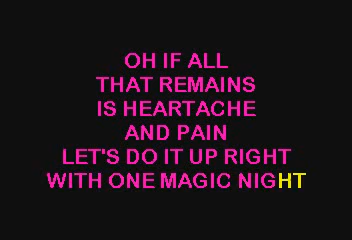 OH IF ALL
THAT REMAINS
IS HEARTACHE
AND PAIN
LET'S DO IT UP RIGHT
WITH ONE MAGIC NIGHT